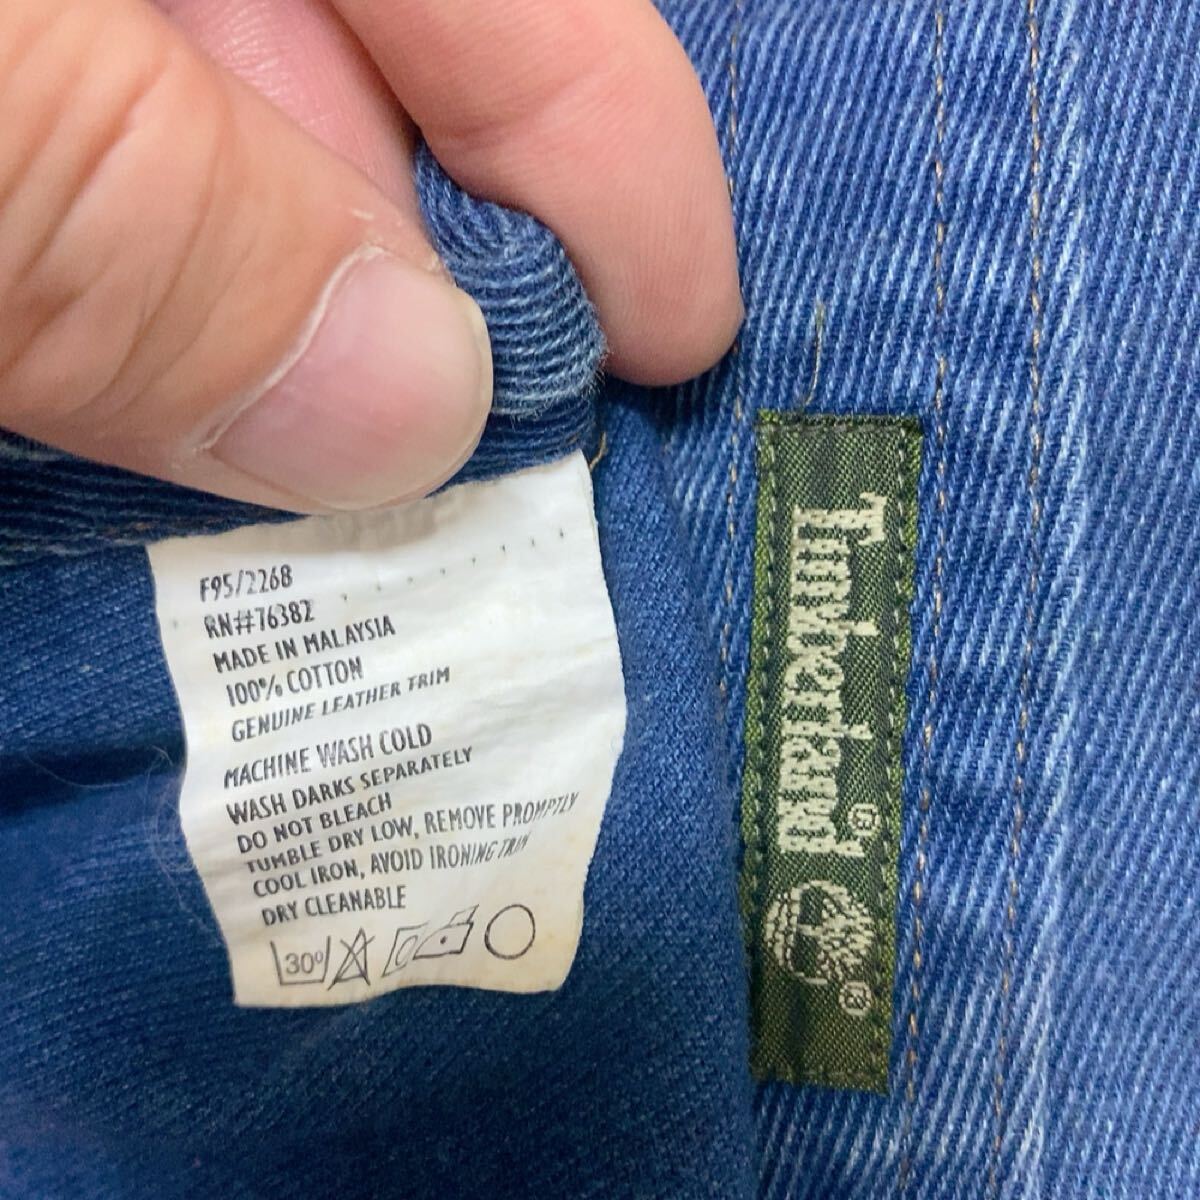 F95/2268
RN#76382
MADE IN MALAYSIA
100% COTTON
GENUINE LEATHER TRIM
MACHINE WASH COLD
WASH DARKS SEPARATELY
DO NOT BLEACH
TUMBLE DRY LOW, REMOVE PROMPTLY
COOL IRON, AVOID IRONING TRIM
DRY CLEANABLE
30°
Timberland®
®